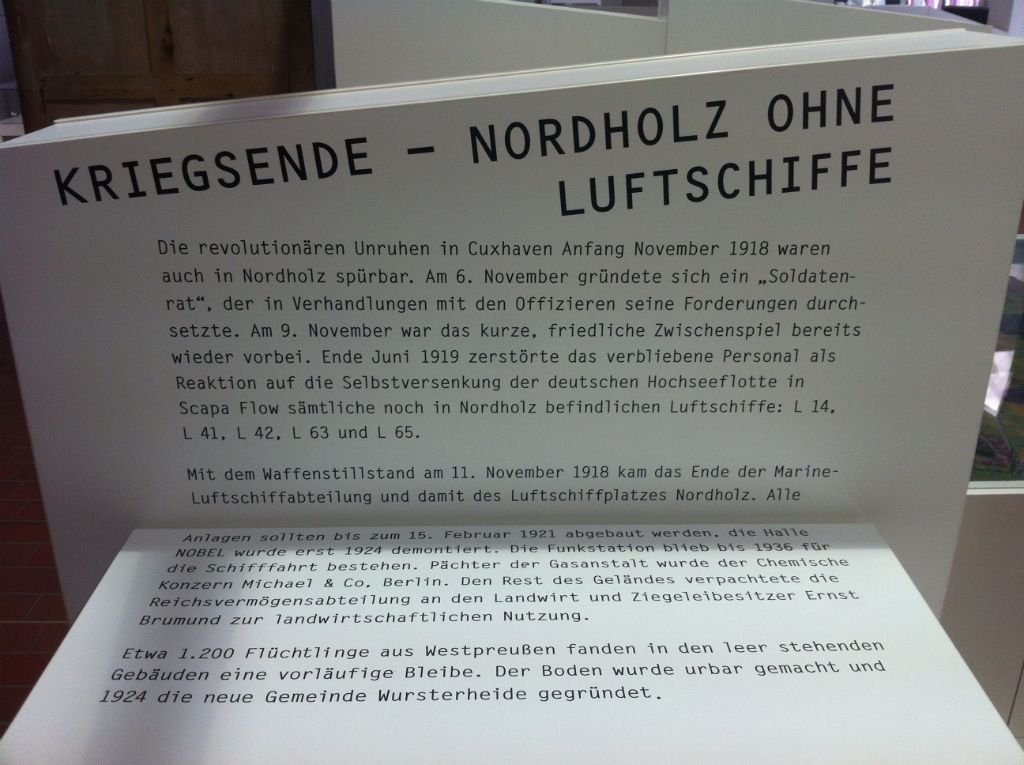 KRIEGSENDE – NORDHOLZ OHNE
LUFTSCHIFFE
Die revolutionären Unruhen in Cuxhaven Anfang November 1918 waren
auch in Nordholz spürbar. Am 6. November gründete sich ein „Soldaten-
rat“, der in Verhandlungen mit den Offizieren seine Forderungen durch-
setzte. Am 9. November war das kurze, friedliche Zwischenspiel bereits
wieder vorbei. Ende Juni 1919 zerstörte das verbliebene Personal als
Reaktion auf die Selbstversenkung der deutschen Hochseeflotte in
Scapa Flow sämtliche noch in Nordholz befindlichen Luftschiffe: L 14,
L 41, L 42, L 63 und L 65.
Mit dem Waffenstillstand am 11. November 1918 kam das Ende der Marine-
Luftschiffabteilung und damit des Luftschiffplatzes Nordholz. Alle
Anlagen sollten bis zum 15. Februar 1921 abgebaut werden, die Halle
NOBEL wurde erst 1924 demontiert. Die Funkstation blieb bis 1936 für
die Schifffahrt bestehen. Pächter der Gasanstalt wurde der Chemische
Konzern Michael & Co, Berlin. Den Rest des Geländes verpachtete die
Reichsvermögensabteilung an den Landwirt und Ziegeleibesitzer Ernst
Brumund zur landwirtschaftlichen Nutzung.
Etwa 1.200 Flüchtlinge aus Westpreußen fanden in den leer stehenden
Gebäuden eine vorläufige Bleibe. Der Boden wurde urbar gemacht und
1924 die neue Gemeinde Wursterheide gegründet.